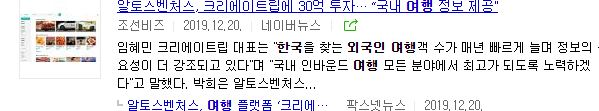 알토스벤처스, 크리에이트립에 30억 투자… “국내 여행 정보 제공”
조선비즈 | 2019.12.20. | 네이버뉴스 |
임혜민 크리에이트립 대표는 "한국을 찾는 외국인 여행객 수가 매년 빠르게 늘며 정보의
요성이 더 강조되고 있다"며 "국내 인바운드 여행 모든 분야에서 최고가 되도록 노력하겠
다"고 말했다. 박희은 알토스벤처스...
알토스벤처스, 여행 플랫폼 '크리에… 팍스넷뉴스 | 2019.12.20.